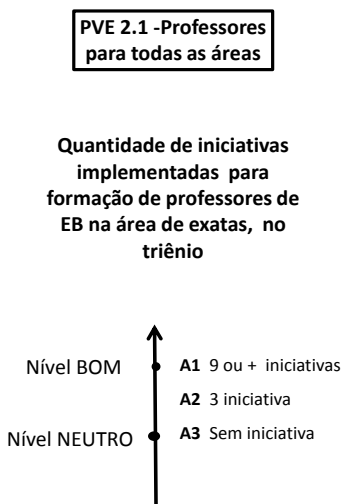 PVE 2.1 -Professores
para todas as áreas
Quantidade de iniciativas
implementadas para
formação de professores de
EB na área de exatas, no
triênio
Nível BOM A1 9 ou + iniciativas
A2 3 iniciativa
Nível NEUTRO A3 Sem iniciativa